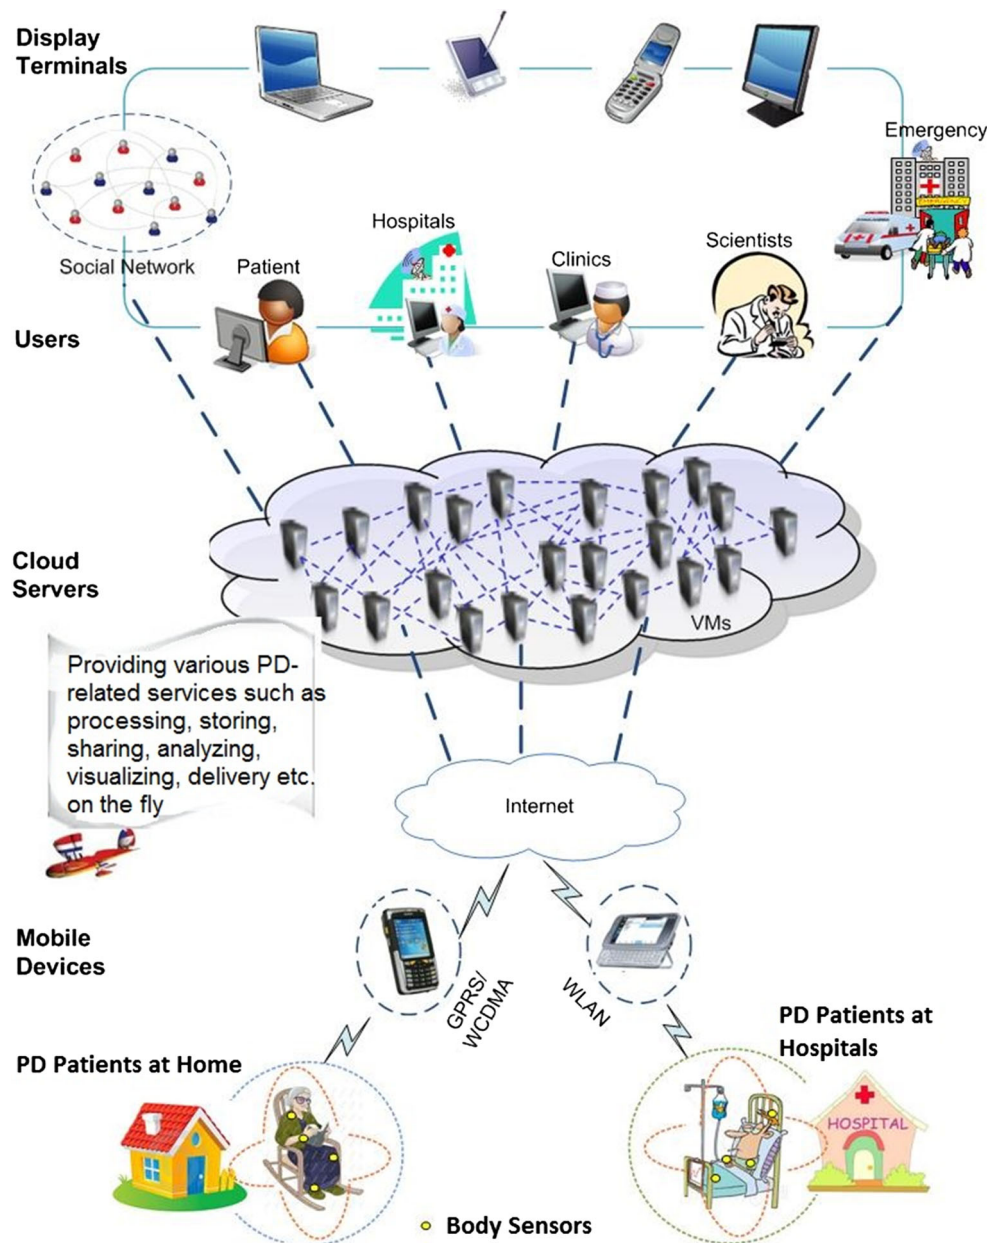 Display
Terminals
Emergency
EMERGENCY
AMBULANCE
Social Network
Patient
Hospitals
Clinics
Scientists
Users
Cloud
Servers
VMs
Providing various PD-
related services such as
processing, storing,
sharing, analyzing,
visualizing, delivery etc.
on the fly
Internet
Mobile
Devices
GPRS/
WCDMA
WLAN
PD Patients at
Hospitals
PD Patients at Home
HOSPITAL
Body Sensors